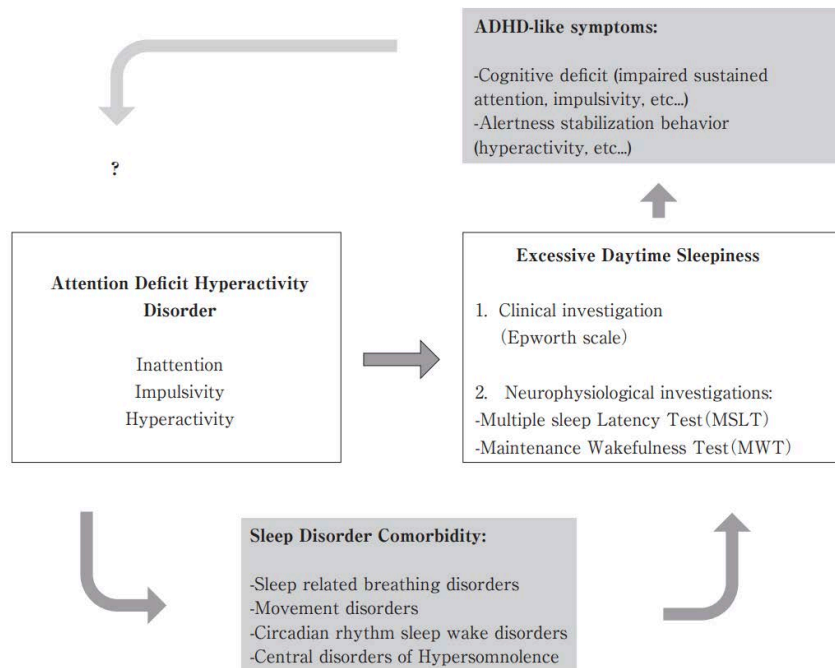 ADHD-like symptoms:
-Cognitive deficit (impaired sustained
attention, impulsivity, etc...)
-Alertness stabilization behavior
(hyperactivity, etc...)
?
Attention Deficit Hyperactivity
Disorder
Inattention
Impulsivity
Hyperactivity
Excessive Daytime Sleepiness
1. Clinical investigation
(Epworth scale)
2. Neurophysiological investigations:
-Multiple sleep Latency Test(MSLT)
-Maintenance Wakefulness Test(MWT)
Sleep Disorder Comorbidity:
-Sleep related breathing disorders
-Movement disorders
-Circadian rhythm sleep wake disorders
-Central disorders of Hypersomnolence